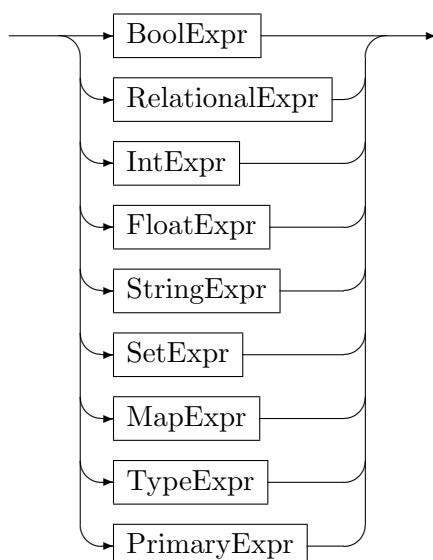 BoolExpr
RelationalExpr
IntExpr
FloatExpr
StringExpr
SetExpr
MapExpr
TypeExpr
PrimaryExpr